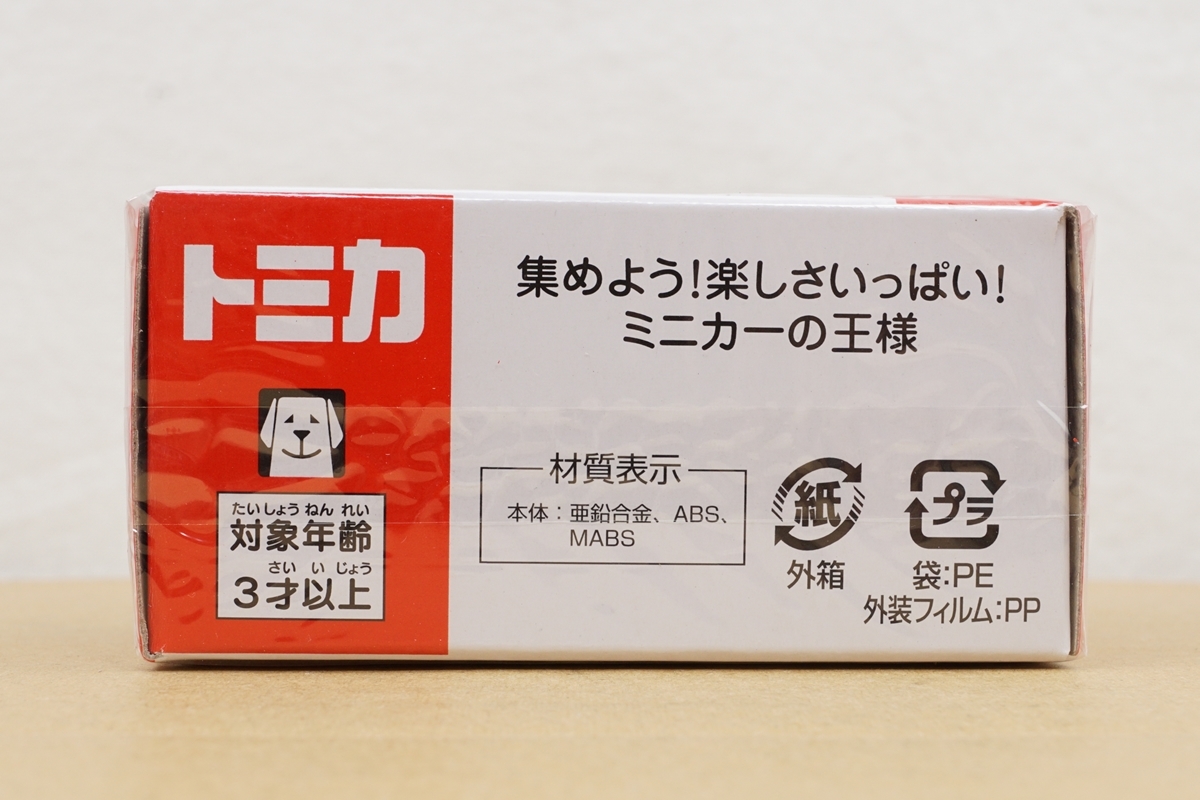 トミカ
たいしょうねんれい
対象年齢
さいいじょう
3才以上
集めよう!楽しさいっぱい!
ミニカーの王様
材質表示
本体:亜鉛合金、ABS、
MABS
紙
外箱
プラ
袋:PE
外装フィルム:PP